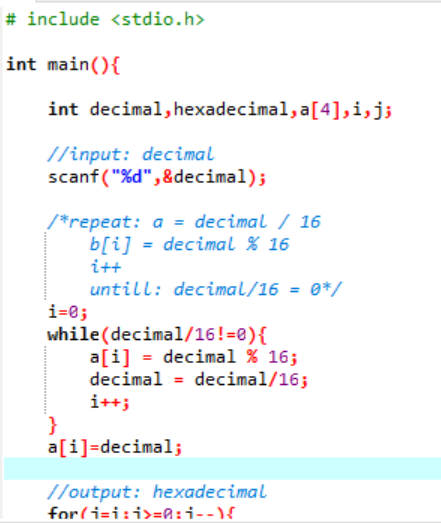 # include <stdio.h>
int main(){
int decimal,hexadecimal,a[4],i,j;
//input: decimal
scanf("%d",&decimal);
/*repeat: a = decimal / 16
b[i] = decimal % 16
i++
untill: decimal/16 = 0*/
i=0;
while(decimal/16!=0){
a[i] = decimal % 16;
decimal = decimal/16;
i++;
}
a[i]=decimal;
//output: hexadecimal
for(j=i;j>=0;j--){